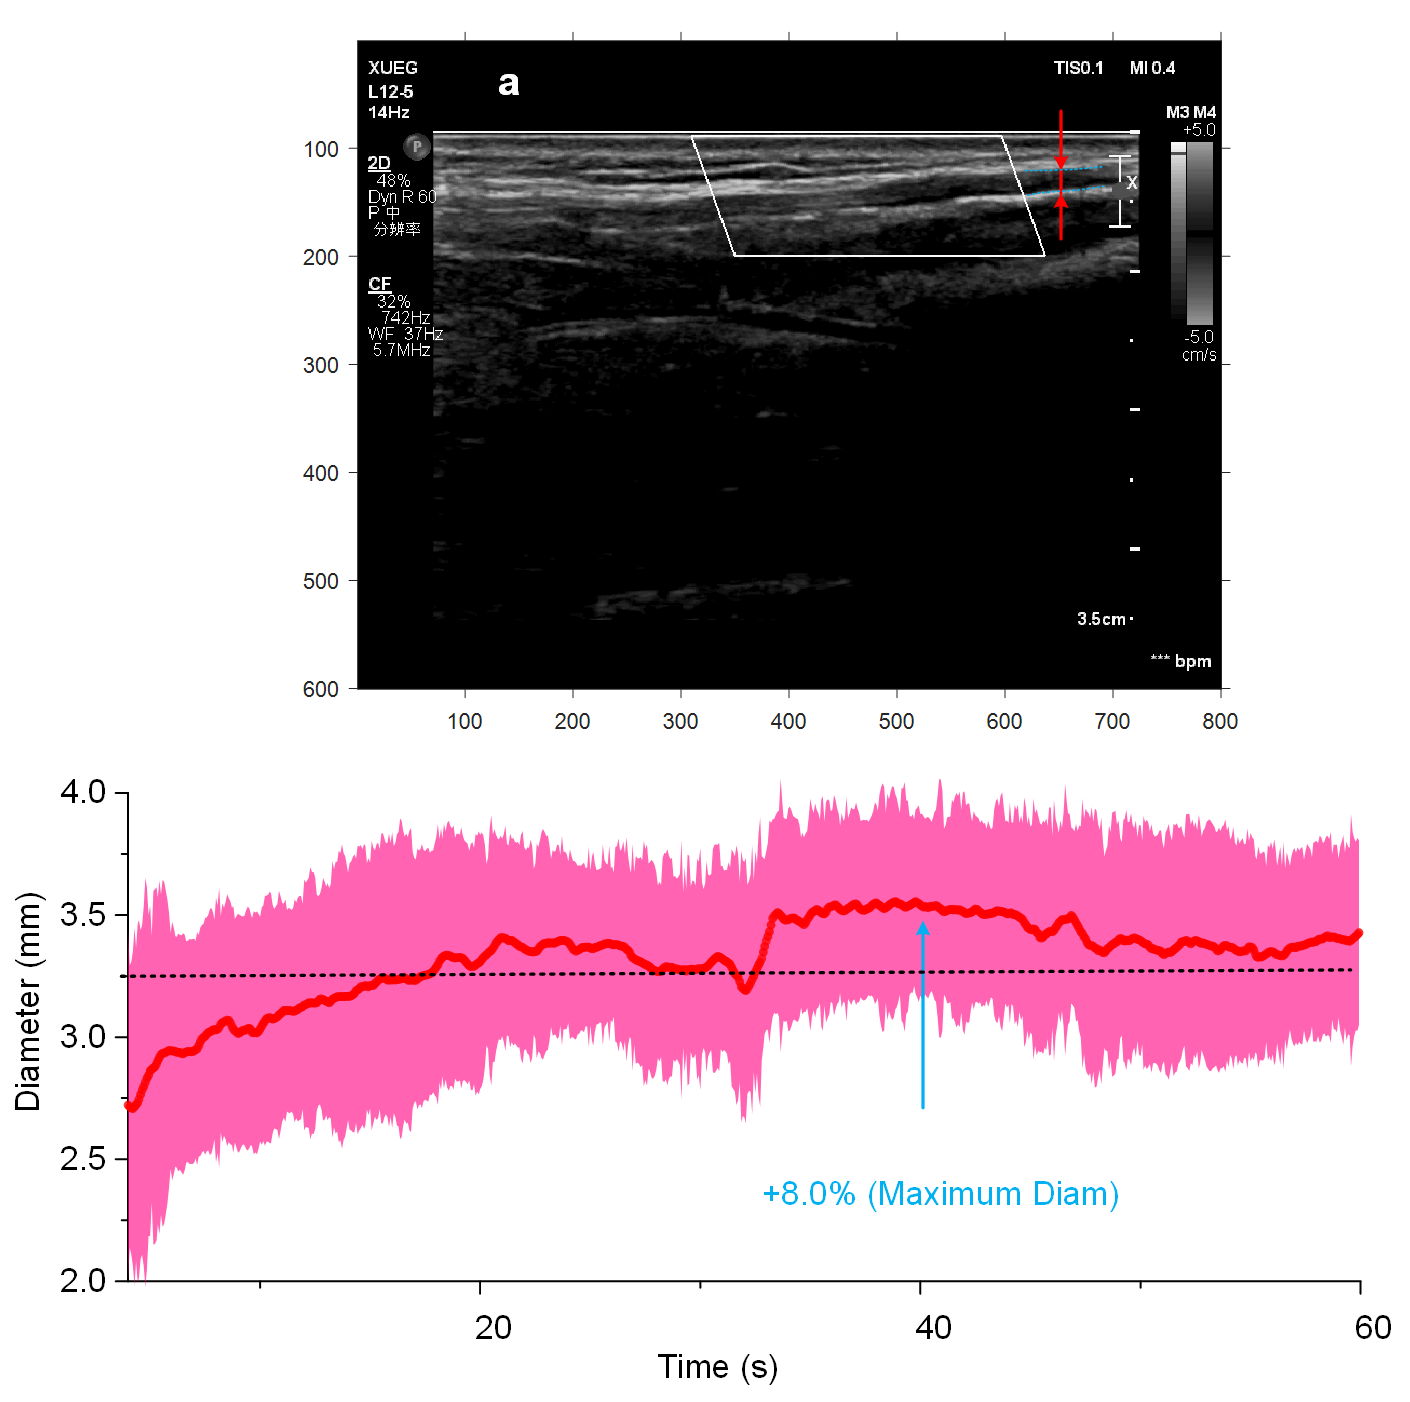 XUEG
L12-5
14Hz
a
TIS0.1 MI 0.4
M3 M4
+5.0
P
2D
48%
Dyn R 60
P 中
分辨率
X
CF
32%
742Hz
WF 37Hz
5.7MHz
-5.0
cm/s
3.5cm
*** bpm
100
200
300
400
500
600
100 200 300 400 500 600 700 800
4.0
3.5
3.0
2.5
2.0
Diameter (mm)
+8.0% (Maximum Diam)
20 40 60
Time (s)